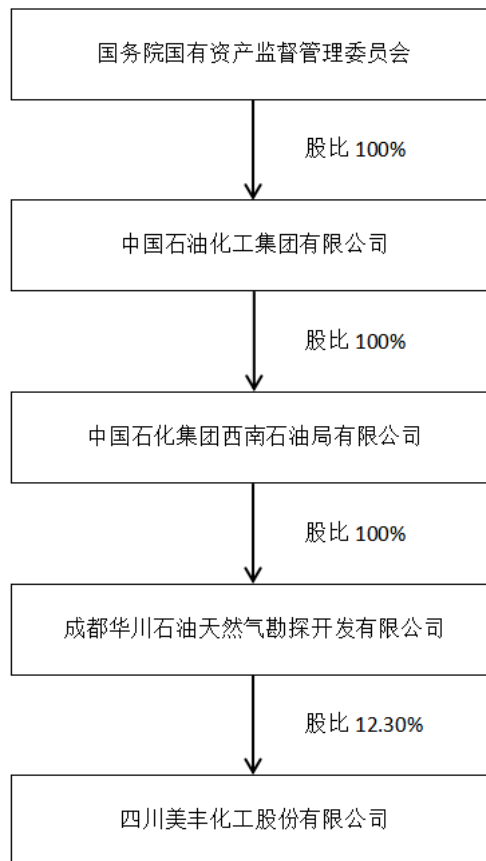 国务院国有资产监督管理委员会
股比 100%
中国石油化工集团有限公司
股比 100%
中国石化集团西南石油局有限公司
股比 100%
成都华川石油天然气勘探开发有限公司
股比 12.30%
四川美丰化工股份有限公司